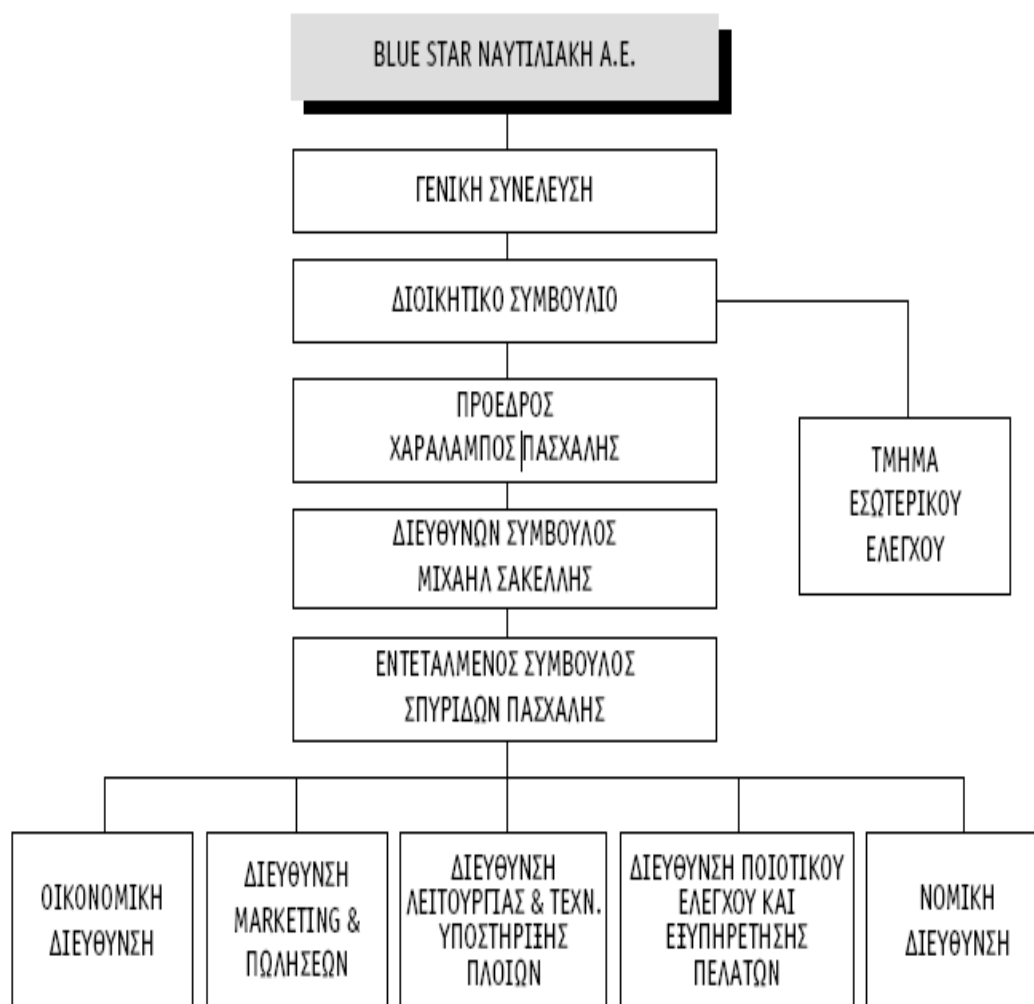 BLUE STAR ΝΑΥΤΙΛΙΑΚΗ Α.Ε.
ΓΕΝΙΚΗ ΣΥΝΕΛΕΥΣΗ
ΔΙΟΙΚΗΤΙΚΟ ΣΥΜΒΟΥΛΙΟ
ΠΡΟΕΔΡΟΣ
ΧΑΡΑΛΑΜΠΟΣ ΠΑΣΧΑΛΗΣ
ΤΜΗΜΑ
ΕΣΩΤΕΡΙΚΟΥ
ΕΛΕΓΧΟΥ
ΔΙΕΥΘΥΝΩΝ ΣΥΜΒΟΥΛΟΣ
ΜΙΧΑΗΛ ΣΑΚΕΛΛΗΣ
ΕΝΤΕΤΑΛΜΕΝΟΣ ΣΥΜΒΟΥΛΟΣ
ΣΠΥΡΙΔΩΝ ΠΑΣΧΑΛΗΣ
ΟΙΚΟΝΟΜΙΚΗ
ΔΙΕΥΘΥΝΣΗ
ΔΙΕΥΘΥΝΣΗ
MARKETING &
ΠΩΛΗΣΕΩΝ
ΔΙΕΥΘΥΝΣΗ
ΛΕΙΤΟΥΡΓΙΑΣ & ΤΕΧΝ.
ΥΠΟΣΤΗΡΙΞΗΣ
ΠΛΟΙΩΝ
ΔΙΕΥΘΥΝΣΗ ΠΟΙΟΤΙΚΟΥ
ΕΛΕΓΧΟΥ ΚΑΙ
ΕΞΥΠΗΡΕΤΗΣΗΣ
ΠΕΛΑΤΩΝ
ΝΟΜΙΚΗ
ΔΙΕΥΘΥΝΣΗ